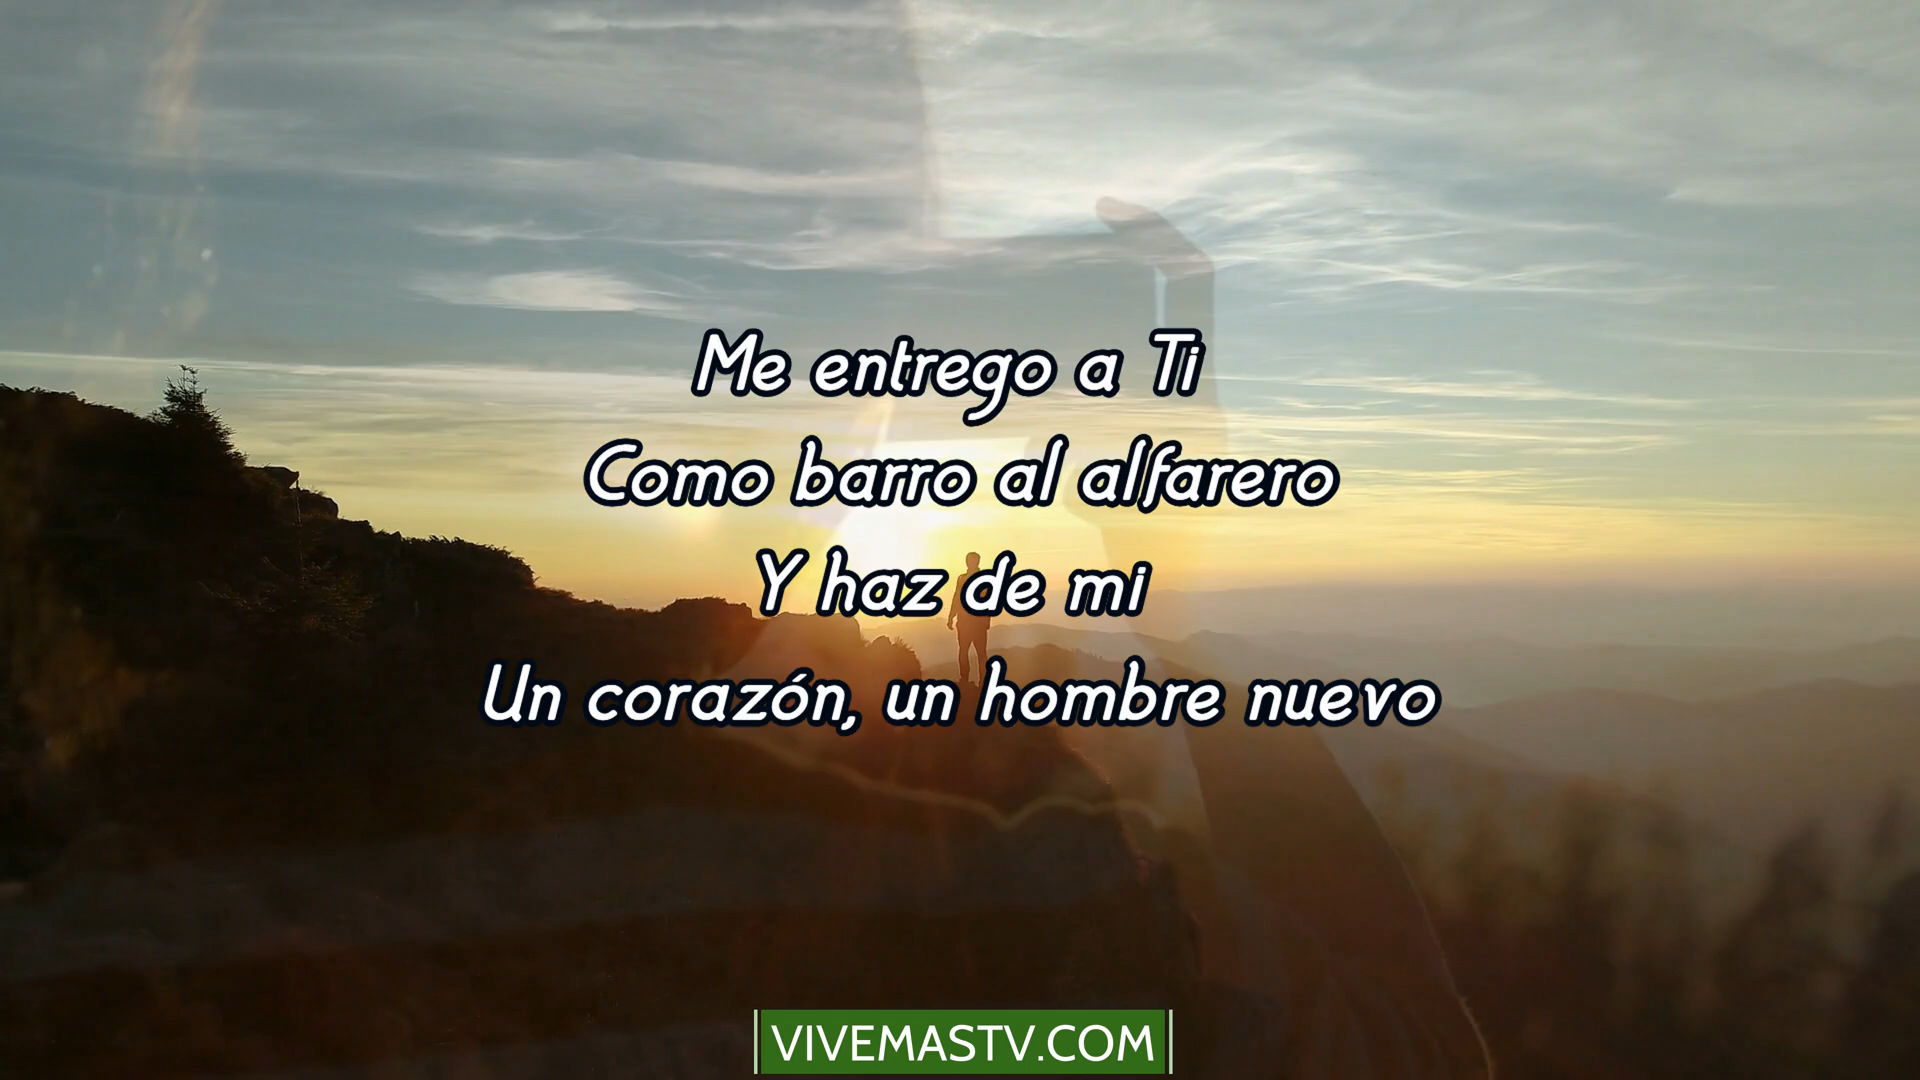 Me entrego a Ti
Como barro al alfarero
Y haz de mi
Un corazón, un hombre nuevo
VIVEMASTV.COM